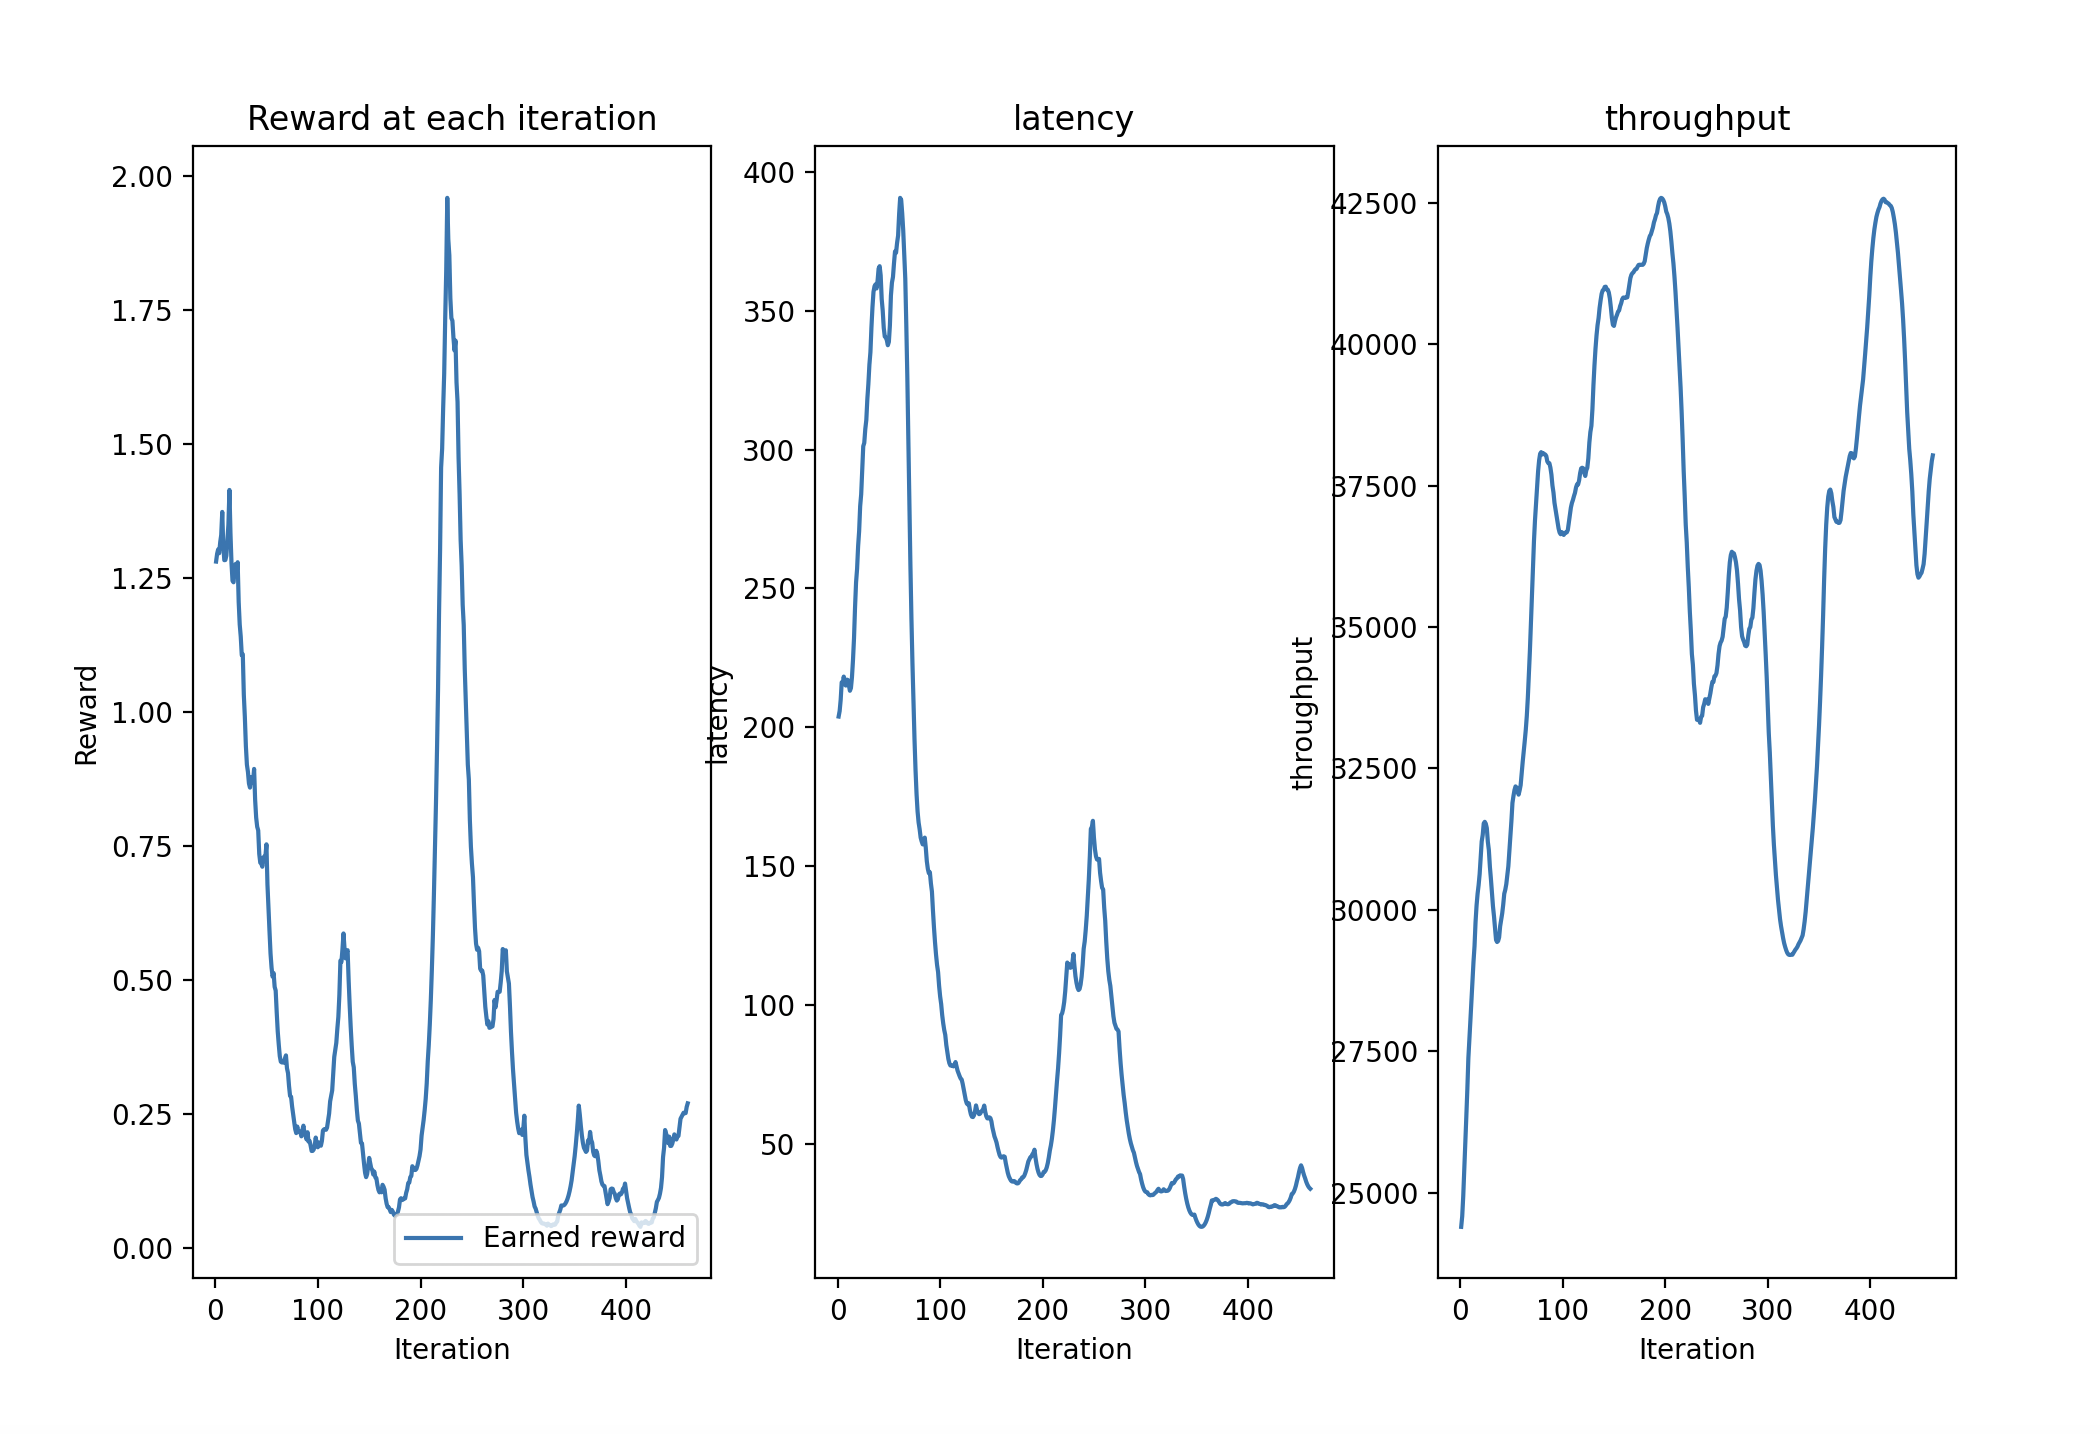 Reward at each iteration
2.00
1.75
1.50
1.25
1.00
0.75
0.50
0.25
0.00
Reward
0 100 200 300 400
Iteration
Earned reward
latency
400
350
300
250
200
150
100
50
latency
0 100 200 300 400
Iteration
throughput
42500
40000
37500
35000
32500
30000
27500
25000
throughput
0 100 200 300 400
Iteration